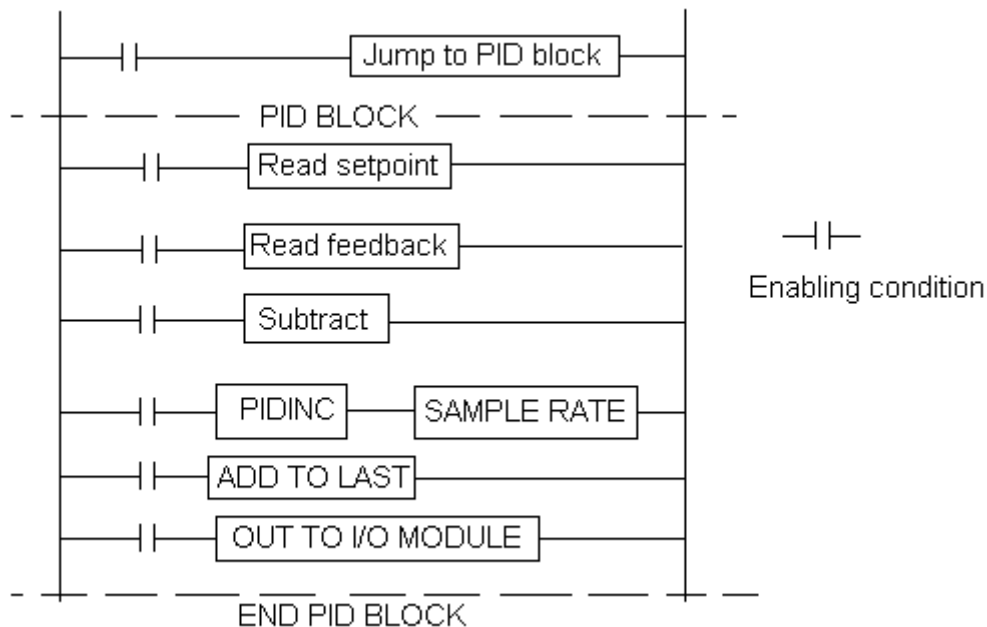 Jump to PID block
PID BLOCK
Read setpoint
Read feedback
Enabling condition
Subtract
PIDINC SAMPLE RATE
ADD TO LAST
OUT TO I/O MODULE
END PID BLOCK